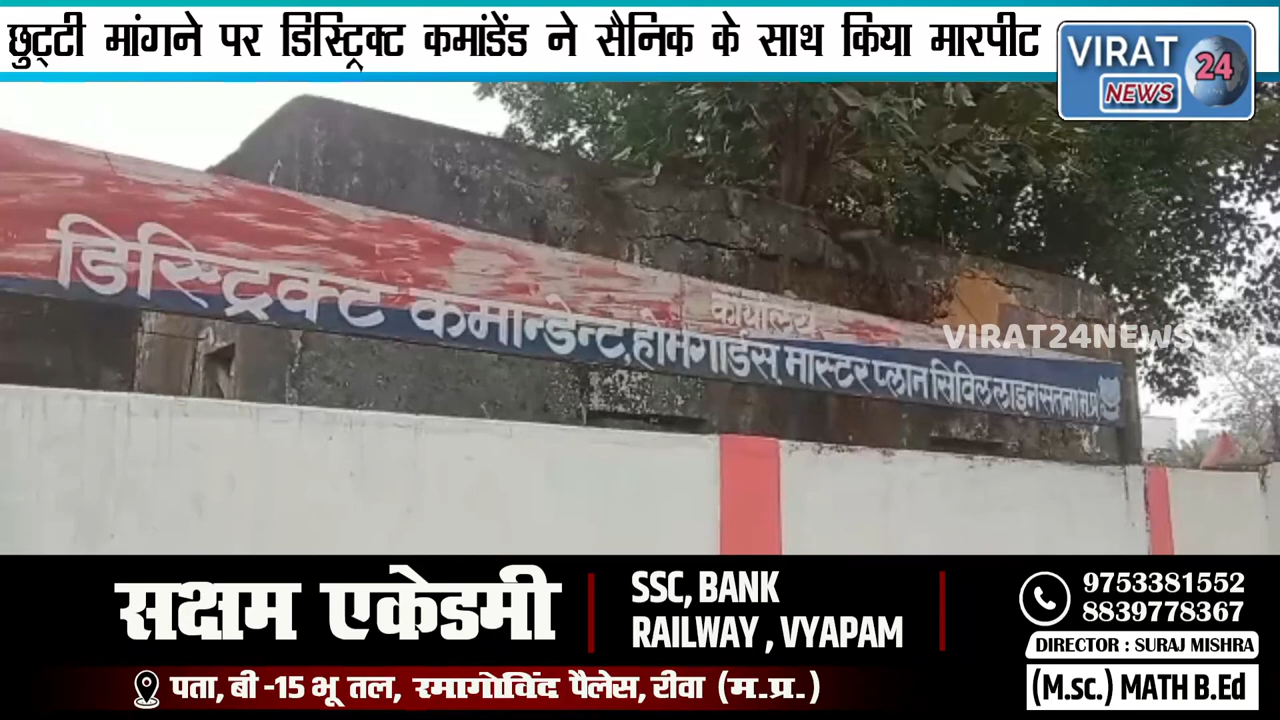 छुट्टी मांगने पर डिस्ट्रिक्ट कमांडेंड ने सैनिक के साथ किया मारपीट
VIRAT 24
NEWS
कार्यालय
डिस्ट्रिक्ट कमान्डेन्ट, होमगार्डस् मास्टर प्लान सिविल लाइन सतना म.प्र
VIRAT24NEWS
सक्षम एकेडमी
SSC, BANK
RAILWAY , VYAPAM
9753381552
8839778367
DIRECTOR : SURAJ MISHRA
(M.sc.) MATH B.Ed
पता, बी -15 भू तल, रमागोविंद पैलेस, रीवा (म.प्र.)